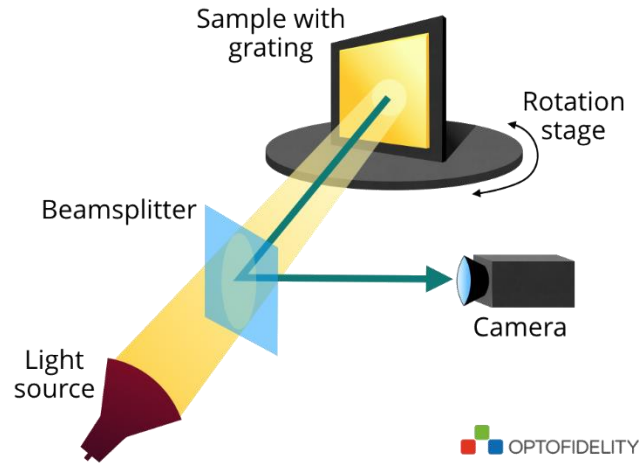 Sample with
grating
Rotation
stage
Beamsplitter
Camera
Light
source
OPTOFIDELITY